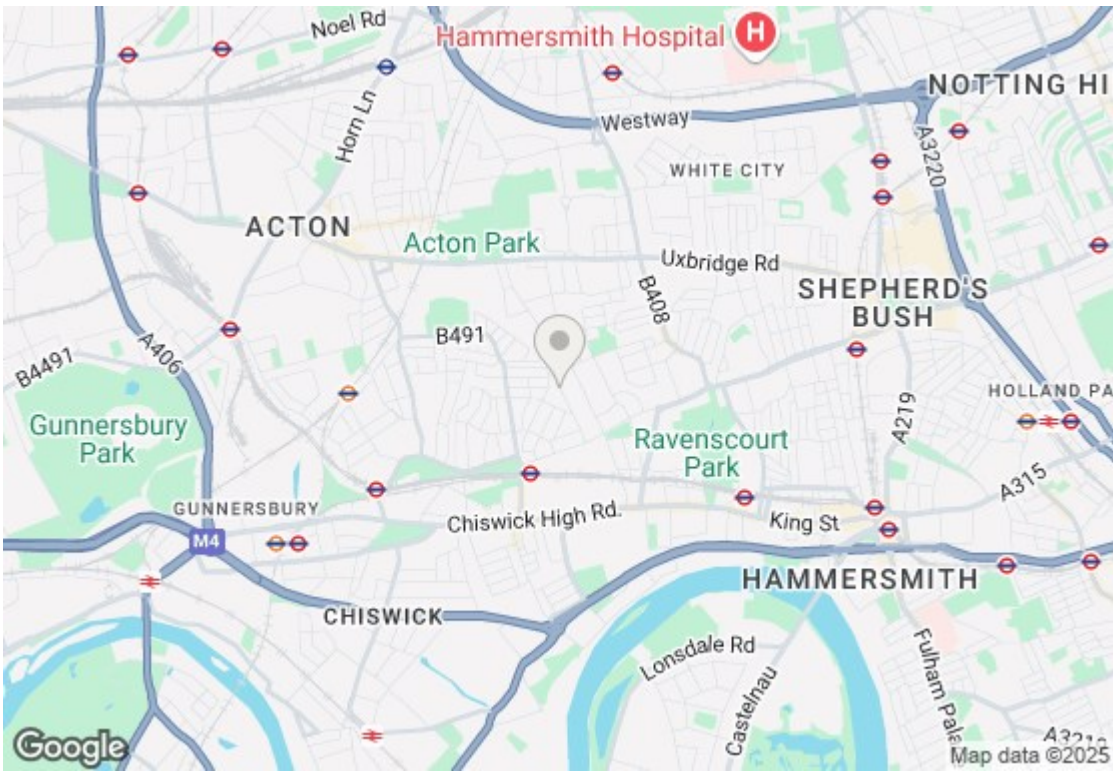 Noel Rd
Hammersmith Hospital
H
NOTTING HI
Horn Ln
Westway
A3220
WHITE CITY
ACTON
Acton Park
Uxbridge Rd
B408
SHEPHERD'S
BUSH
B491
A406
B4491
HOLLAND PA
A219
Gunnersbury
Park
Ravenscourt
Park
A315
GUNNERSBURY
Chiswick High Rd.
King St
M4
HAMMERSMITH
CHISWICK
Lonsdale Rd
Castelnau
Fulham Pala
A3219
Google
Map data ©2025